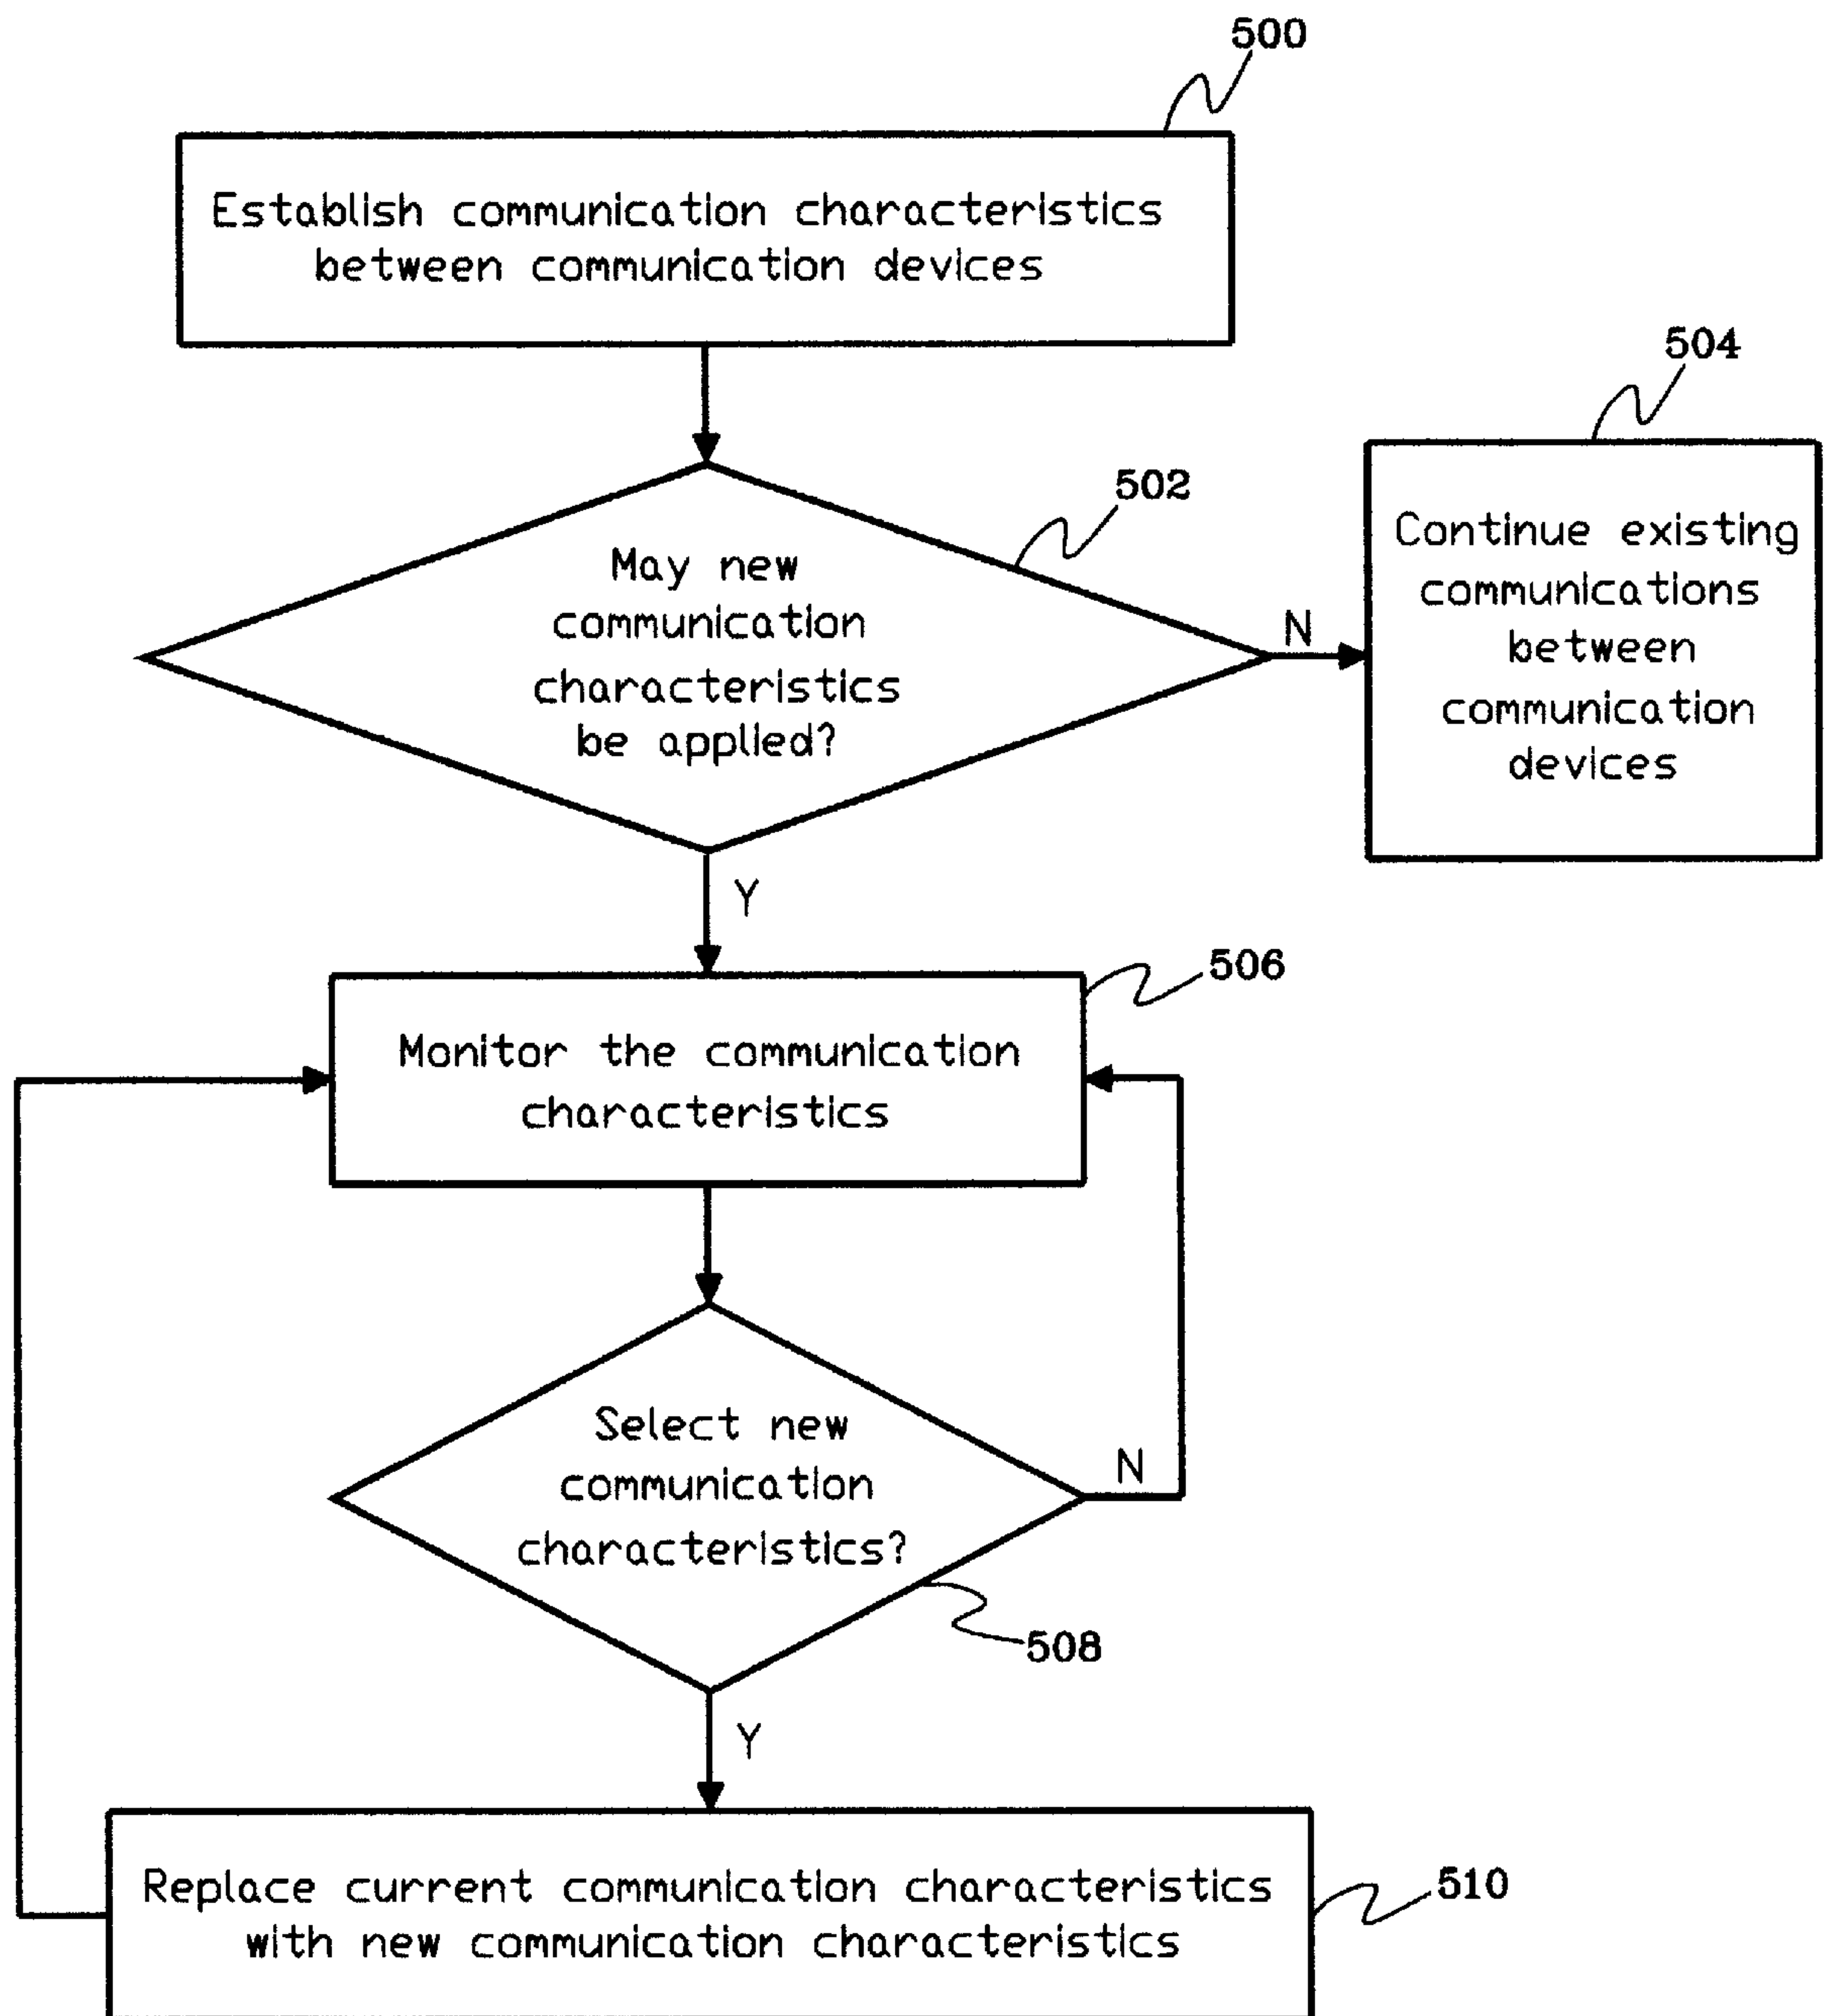 500
Establish communication characteristics
between communication devices
504
502
May new
communication
characteristics
be applied?
N
Continue existing
communications
between
communication
devices
Y
506
Monitor the communication
characteristics
Select new
communication
characteristics?
N
508
Y
Replace current communication characteristics
with new communication characteristics
510